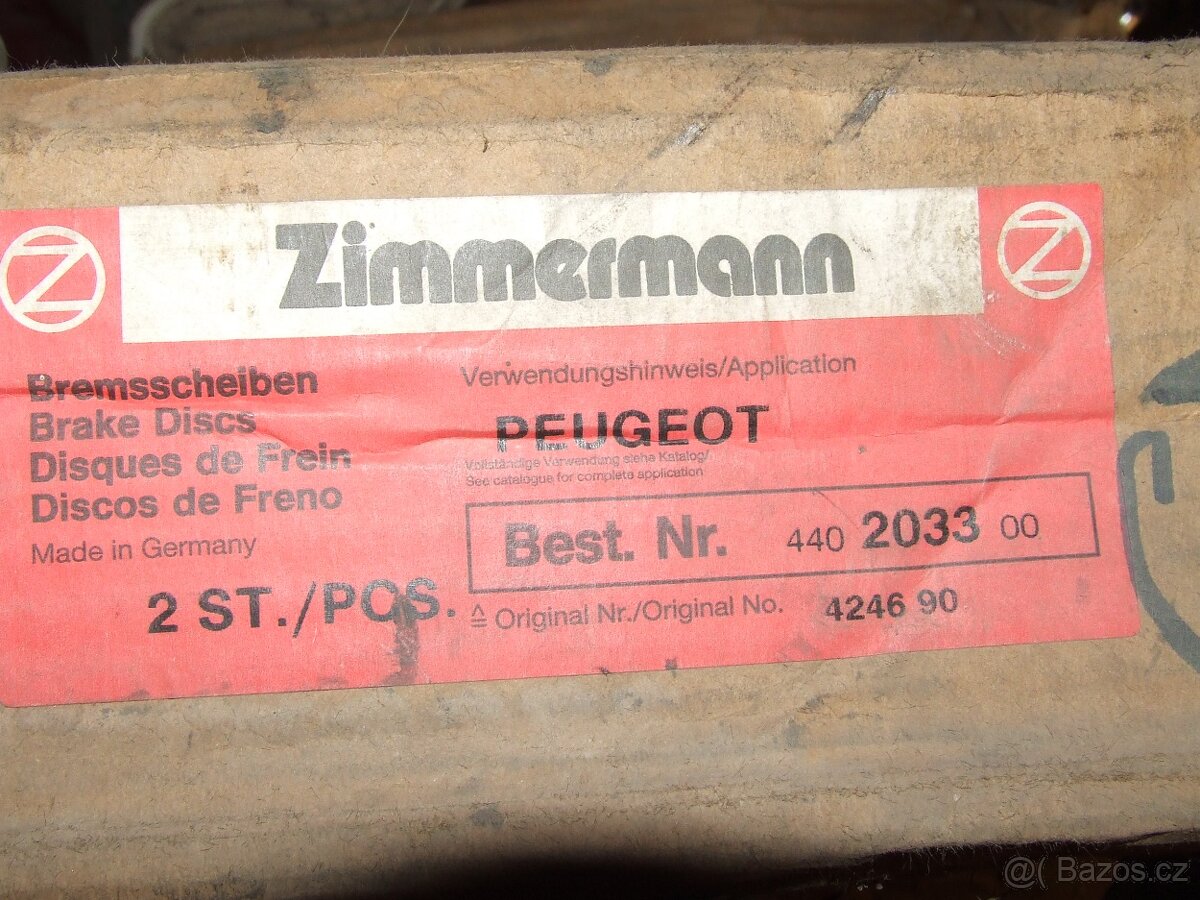 Z Zimmermann Z
Bremsscheiben
Brake Discs
Disques de Frein
Discos de Freno
Made in Germany
2 ST./POS.
Verwendungshinweis/Application
PEUGEOT
Vollständige Verwendung siehe Katalog/
See catalogue for complete application
Best. Nr. 440 2033 00
≙ Original Nr./Original No. 4246 90
@( Bazos.cz